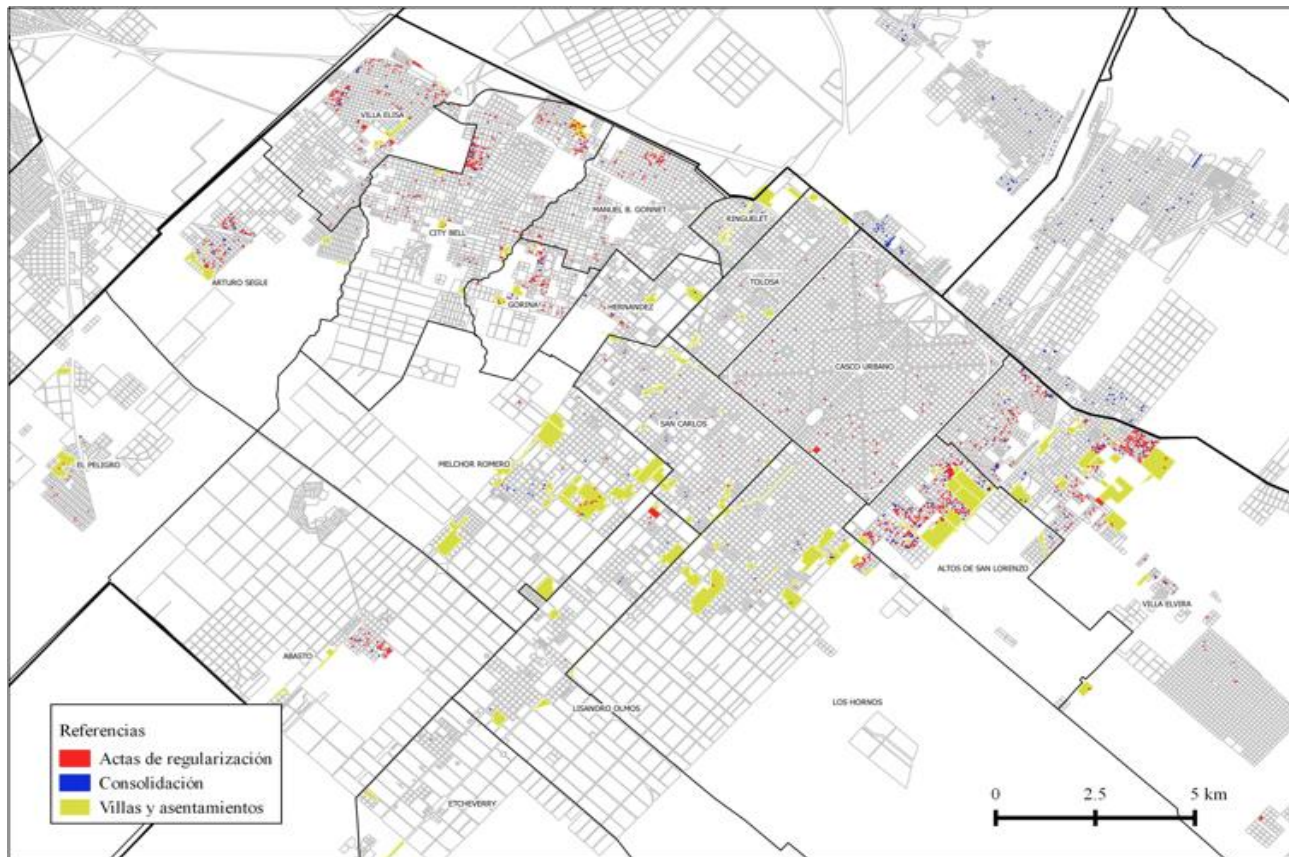 VILLA ELISA
MANUEL B. GONNET
RINGUELET
CITY BELL
ARTURO SEGUI
GORINA
HERNANDEZ
TOLOSA
CASCO URBANO
SAN CARLOS
EL PELIGRO
MELCHOR ROMERO
ALTOS DE SAN LORENZO
VILLA ELVIRA
ABASTO
LISANDRO OLMOS
LOS HORNOS
ETCHEVERRY
Referencias
Actas de regularización
Consolidación
Villas y asentamientos
0 2.5 5 km